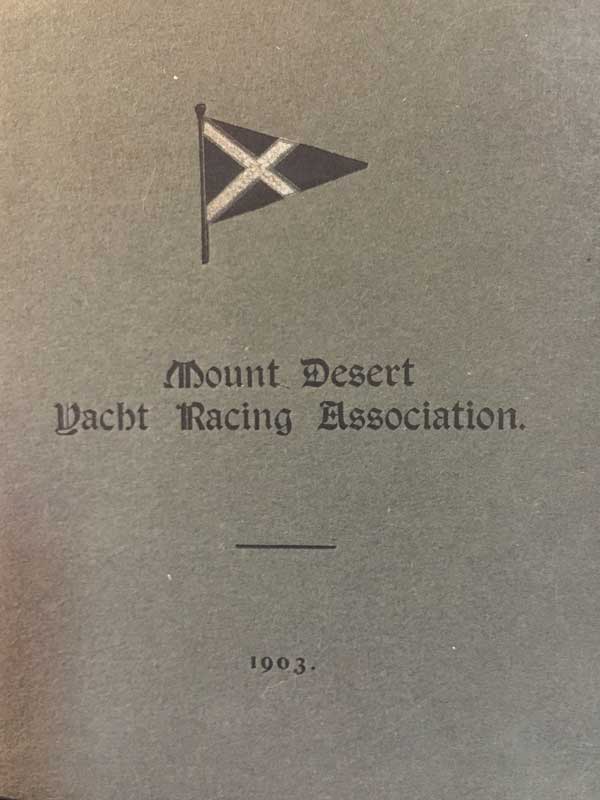 Mount Desert
Yacht Racing Association.
1903.